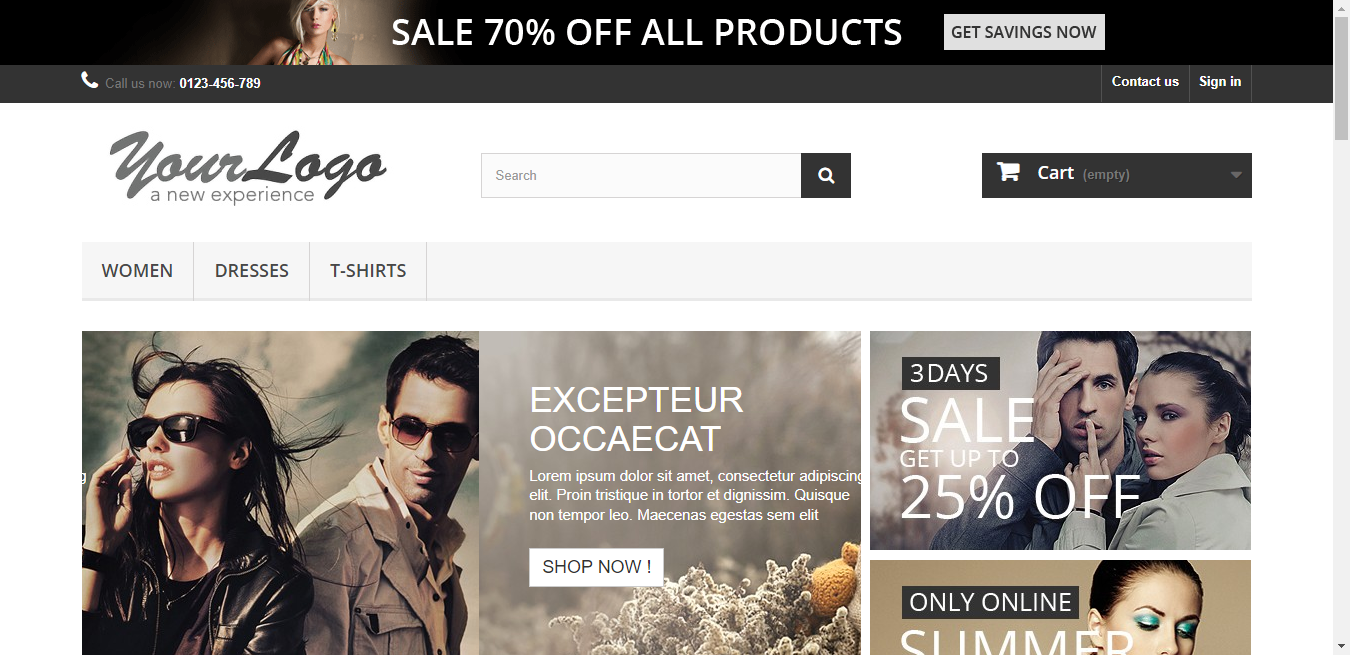 SALE 70% OFF ALL PRODUCTS
GET SAVINGS NOW
Call us now: 0123-456-789
Contact us
Sign in
YourLogo
a new experience
Search
Cart (empty)
WOMEN
DRESSES
T-SHIRTS
g
EXCEPTEUR
OCCAECAT
Lorem ipsum dolor sit amet, consectetur adipiscing
elit. Proin tristique in tortor et dignissim. Quisque
non tempor leo. Maecenas egestas sem elit
SHOP NOW !
3 DAYS
SALE
GET UP TO
25% OFF
ONLY ONLINE
SUMMER